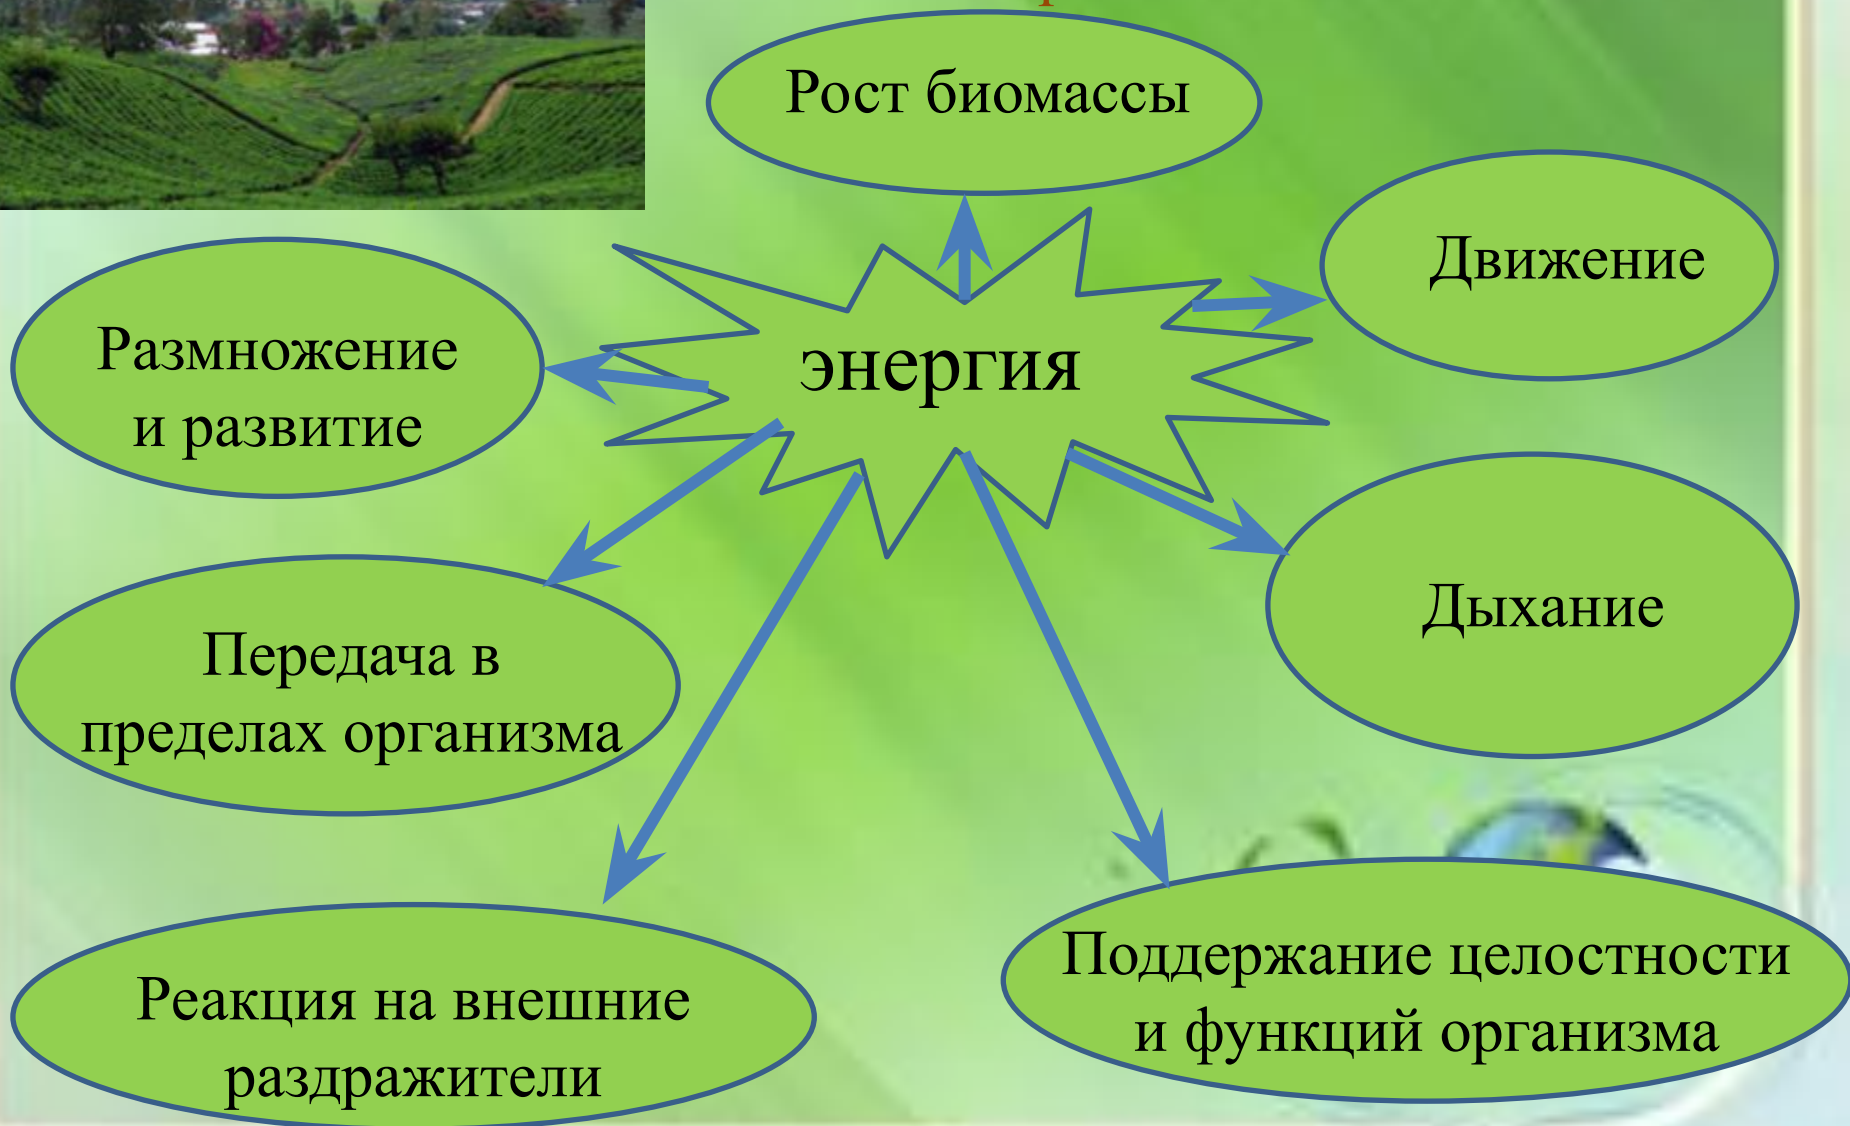 Рост биомассы
Движение
энергия
Размножение
и развитие
Дыхание
Передача в
пределах организма
Поддержание целостности
и функций организма
Реакция на внешние
раздражители